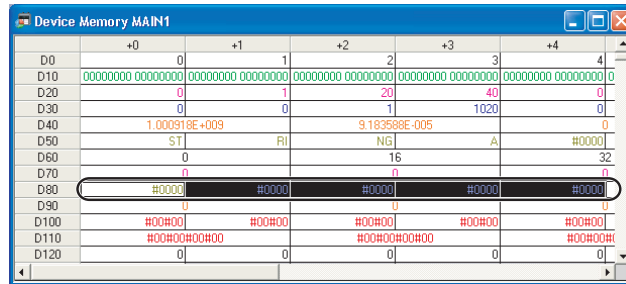 Device Memory MAIN1
+0 +1 +2 +3 +4
D0 0 1 2 3 4
D10 00000000 00000000 00000000 00000000 00000000 00000000 00000000 00000000 00000000 00000000 0
D20 0 1 20 40 0
D30 0 0 1 1020 0
D40 1.000918E+009 9.183588E-005 0
D50 ST RI NG A #0000
D60 0 16 32
D70 0 0 0
D80 #0000 #0000 #0000 #0000 #0000
D90 0 0 0
D100 #00#00 #00#00 #00#00 #00#00 #00#00
D110 #00#00#00#00 #00#00#00#00 #00#00#
D120 0 0 0 0 0